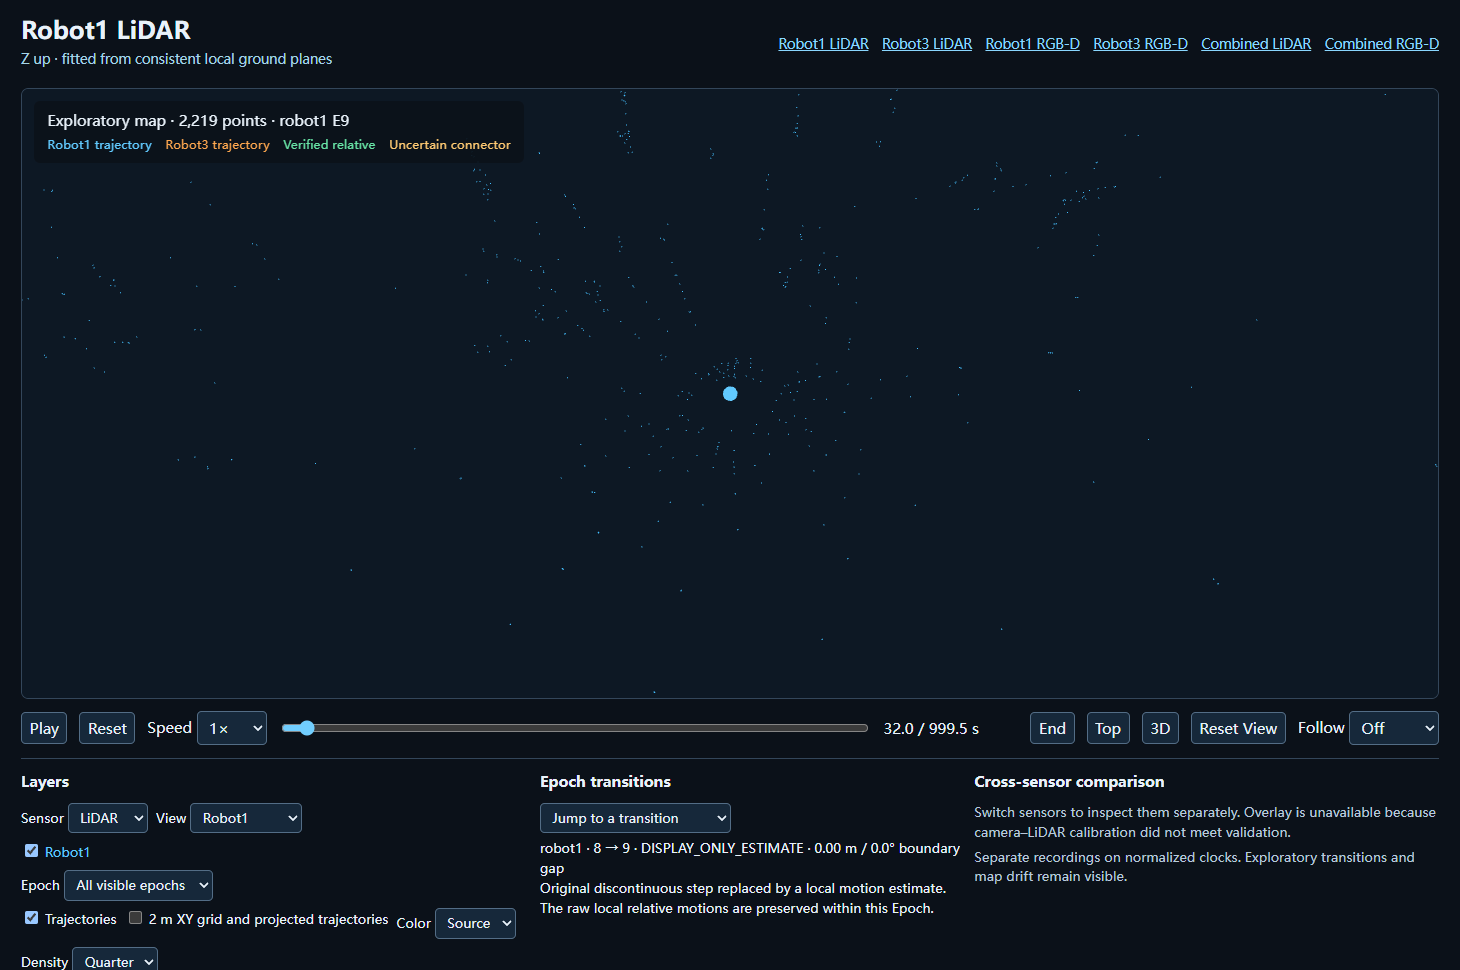 Robot1 LiDAR
Z up · fitted from consistent local ground planes
Robot1 LiDAR Robot3 LiDAR Robot1 RGB-D Robot3 RGB-D Combined LiDAR Combined RGB-D
Exploratory map · 2,219 points · robot1 E9
Robot1 trajectory Robot3 trajectory Verified relative Uncertain connector
Play Reset Speed 1× 32.0 / 999.5 s End Top 3D Reset View Follow Off
Layers
Sensor LiDAR View Robot1
Robot1
Epoch All visible epochs
Trajectories 2 m XY grid and projected trajectories Color Source
Density Quarter
Epoch transitions
Jump to a transition
robot1 · 8 → 9 · DISPLAY_ONLY_ESTIMATE · 0.00 m / 0.0° boundary
gap
Original discontinuous step replaced by a local motion estimate.
The raw local relative motions are preserved within this Epoch.
Cross-sensor comparison
Switch sensors to inspect them separately. Overlay is unavailable because
camera–LiDAR calibration did not meet validation.
Separate recordings on normalized clocks. Exploratory transitions and
map drift remain visible.